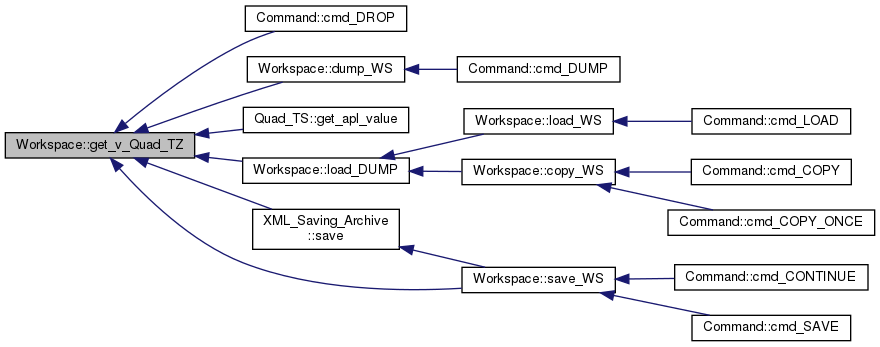 Command::cmd_DROP
Workspace::dump_WS
Command::cmd_DUMP
Quad_TS::get_apl_value
Workspace::load_WS
Command::cmd_LOAD
Workspace::get_v_Quad_TZ
Workspace::load_DUMP
Workspace::copy_WS
Command::cmd_COPY
XML_Saving_Archive
::save
Command::cmd_COPY_ONCE
Workspace::save_WS
Command::cmd_CONTINUE
Command::cmd_SAVE